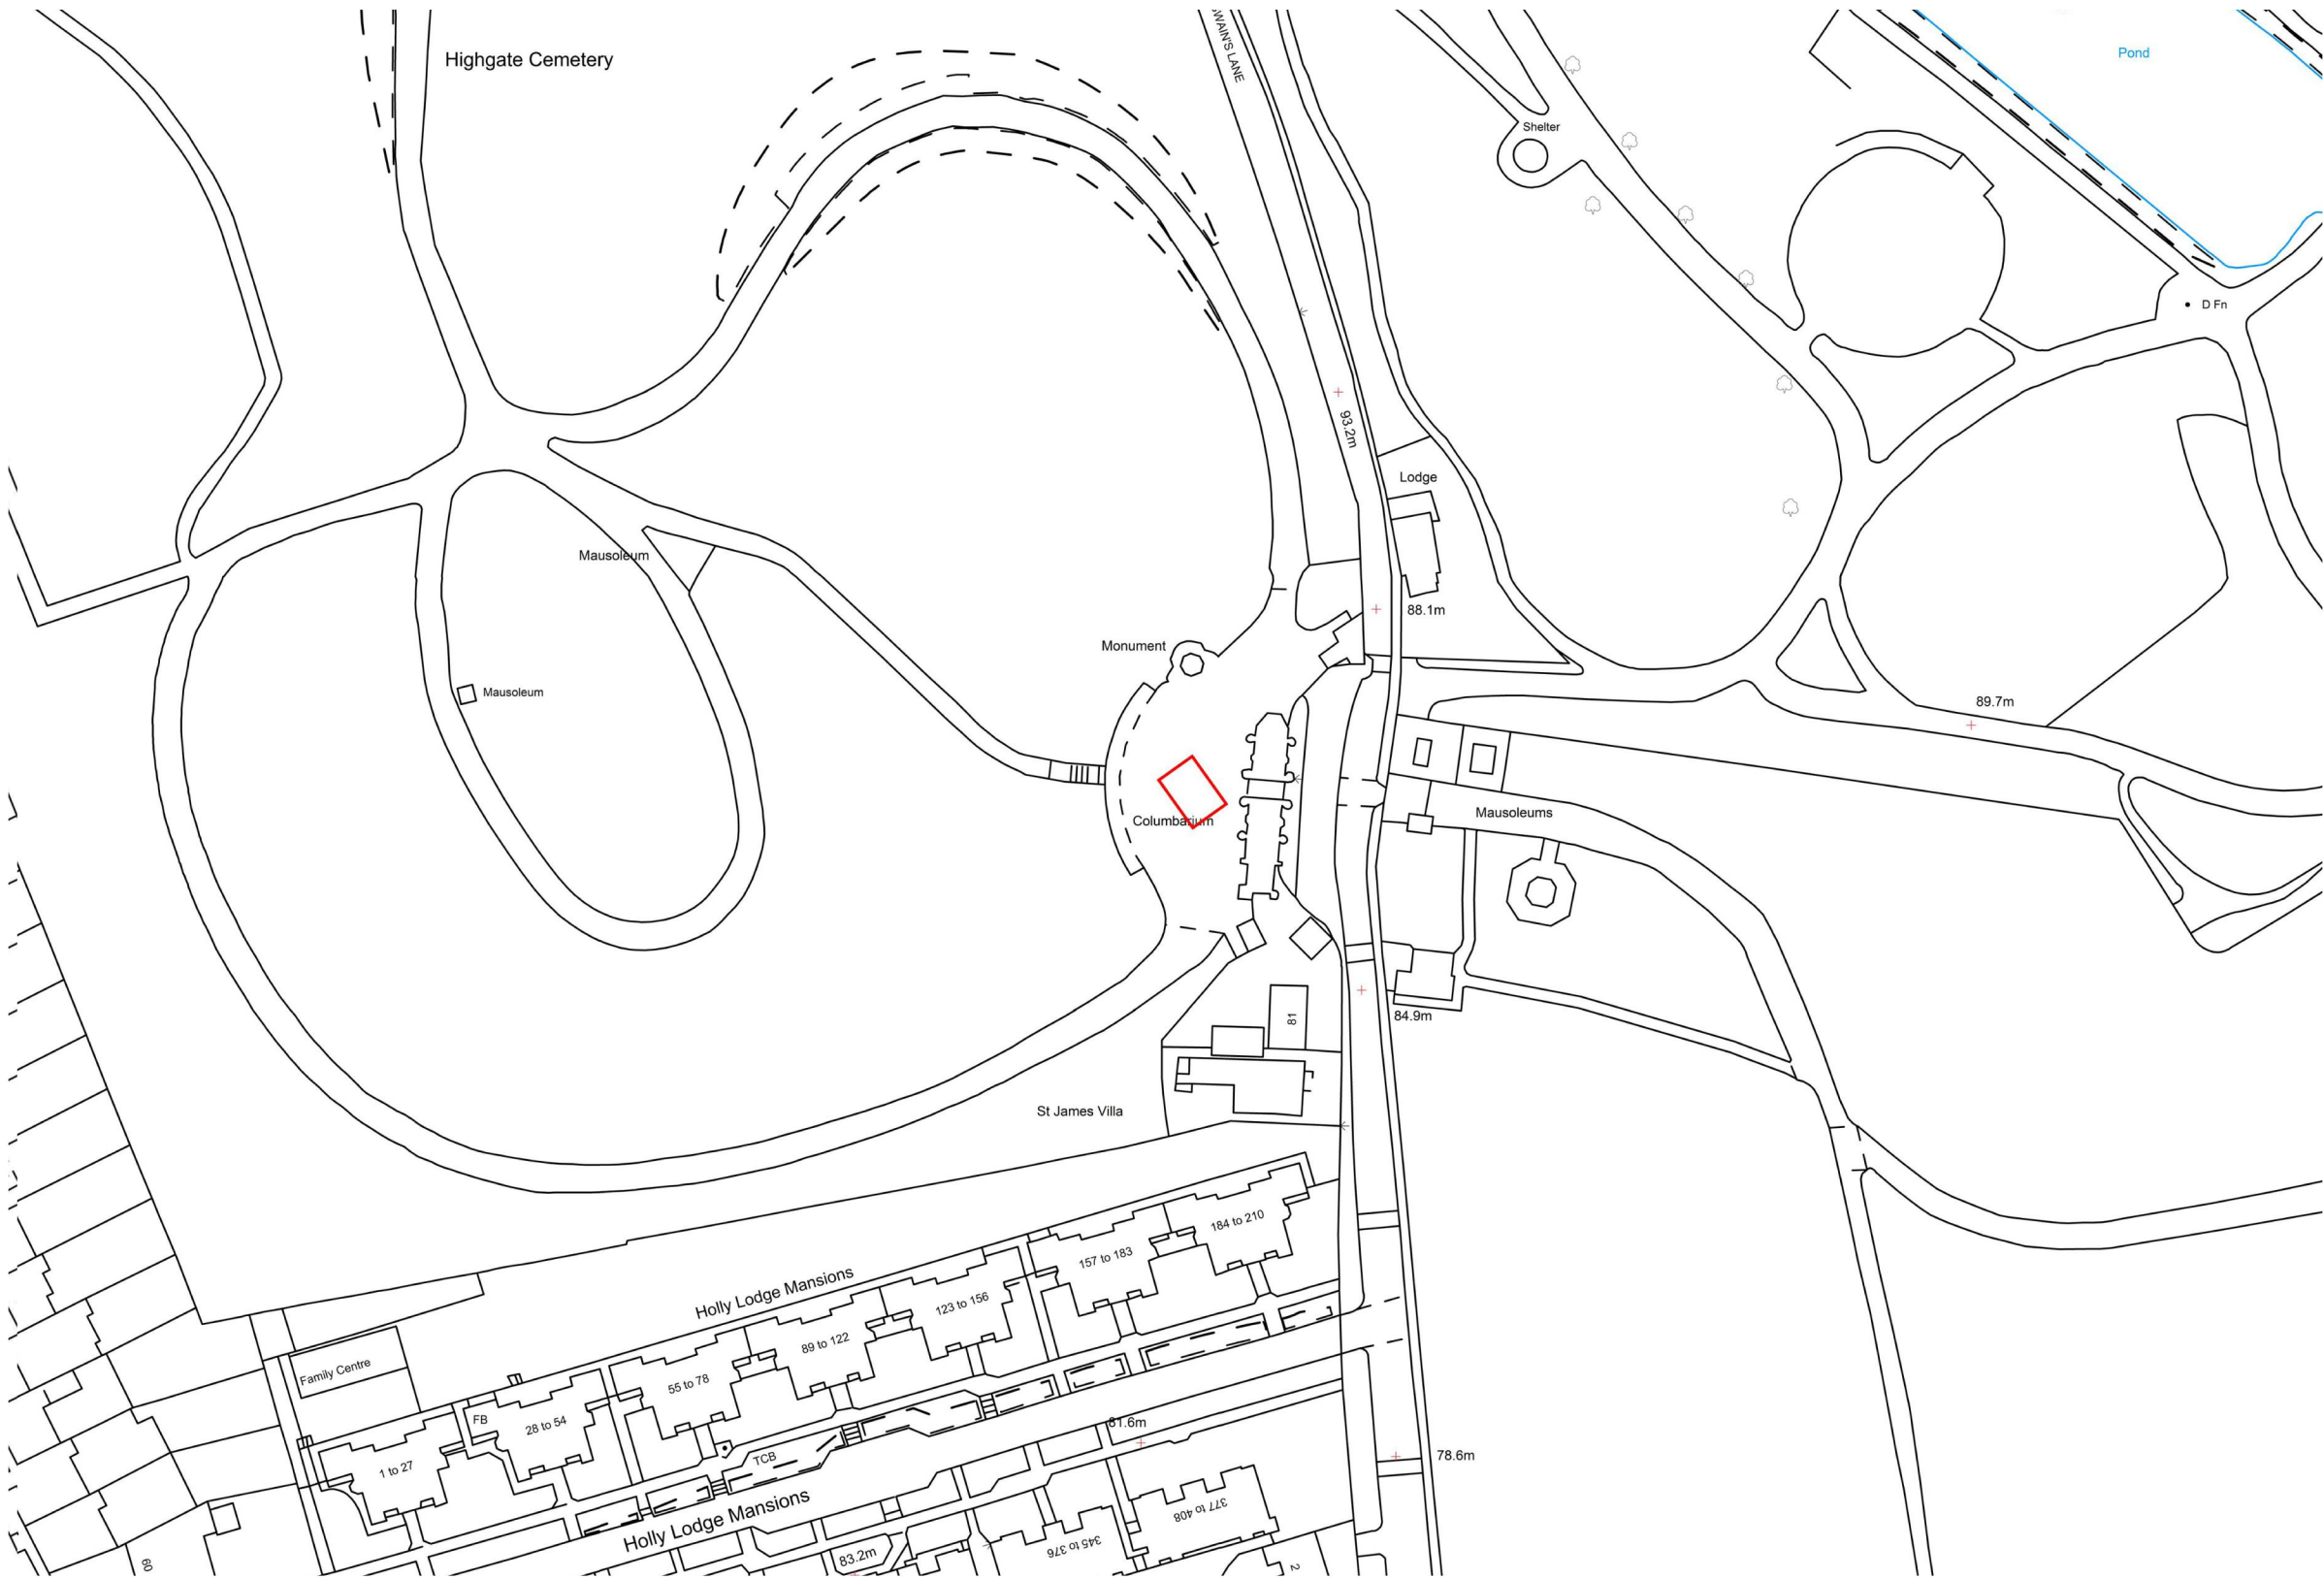 Highgate Cemetery
WAIN'S LANE
Pond
Shelter
D Fn
93.2m
Lodge
Mausoleum
88.1m
Monument
Mausoleum
89.7m
Columbarium
Mausoleums
81
84.9m
St James Villa
184 to 210
157 to 183
Holly Lodge Mansions
123 to 156
89 to 122
Family Centre
55 to 78
FB
28 to 54
81.6m
TCB
78.6m
1 to 27
Holly Lodge Mansions
377 to 408
345 to 376
83.2m
60
2